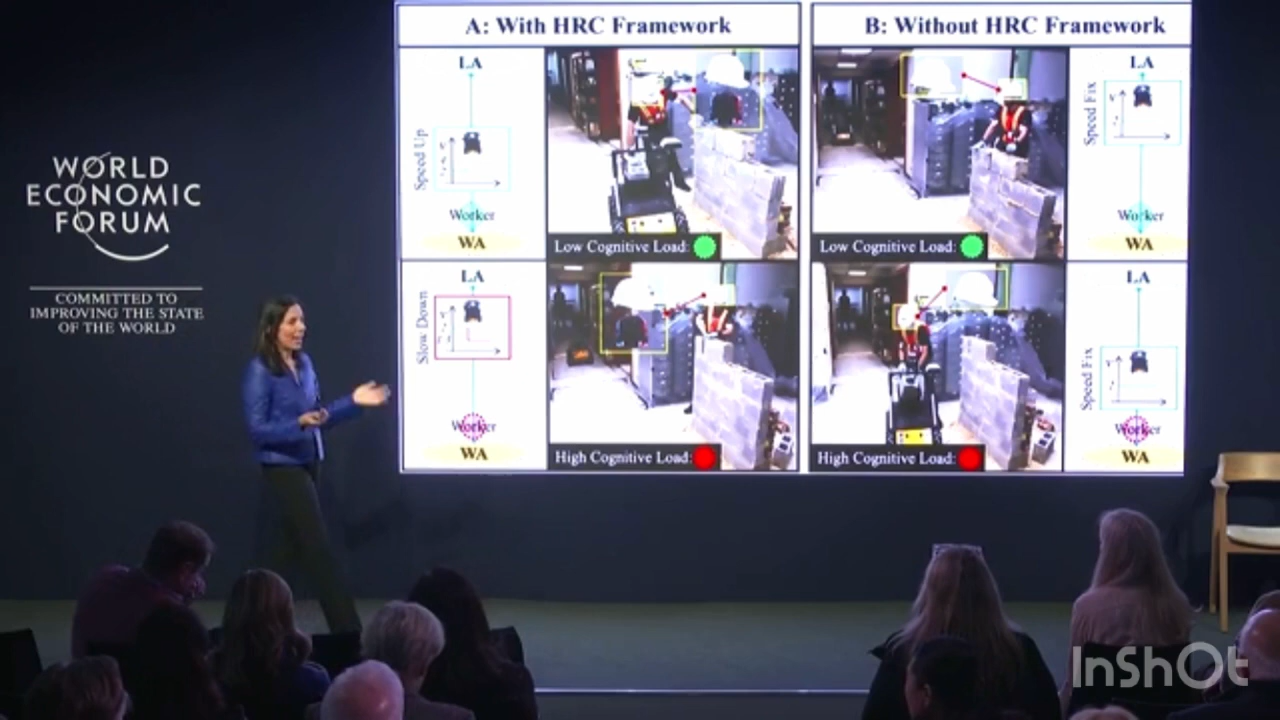 WORLD
ECONOMIC
FORUM
COMMITTED TO
IMPROVING THE STATE
OF THE WORLD
A: With HRC Framework
B: Without HRC Framework
LA
Speed Up
Worker
WA
Low Cognitive Load:
Low Cognitive Load:
LA
Speed Fix
Worker
WA
LA
Slow Down
Worker
WA
High Cognitive Load:
High Cognitive Load:
LA
Speed Fix
Worker
WA
InShOt